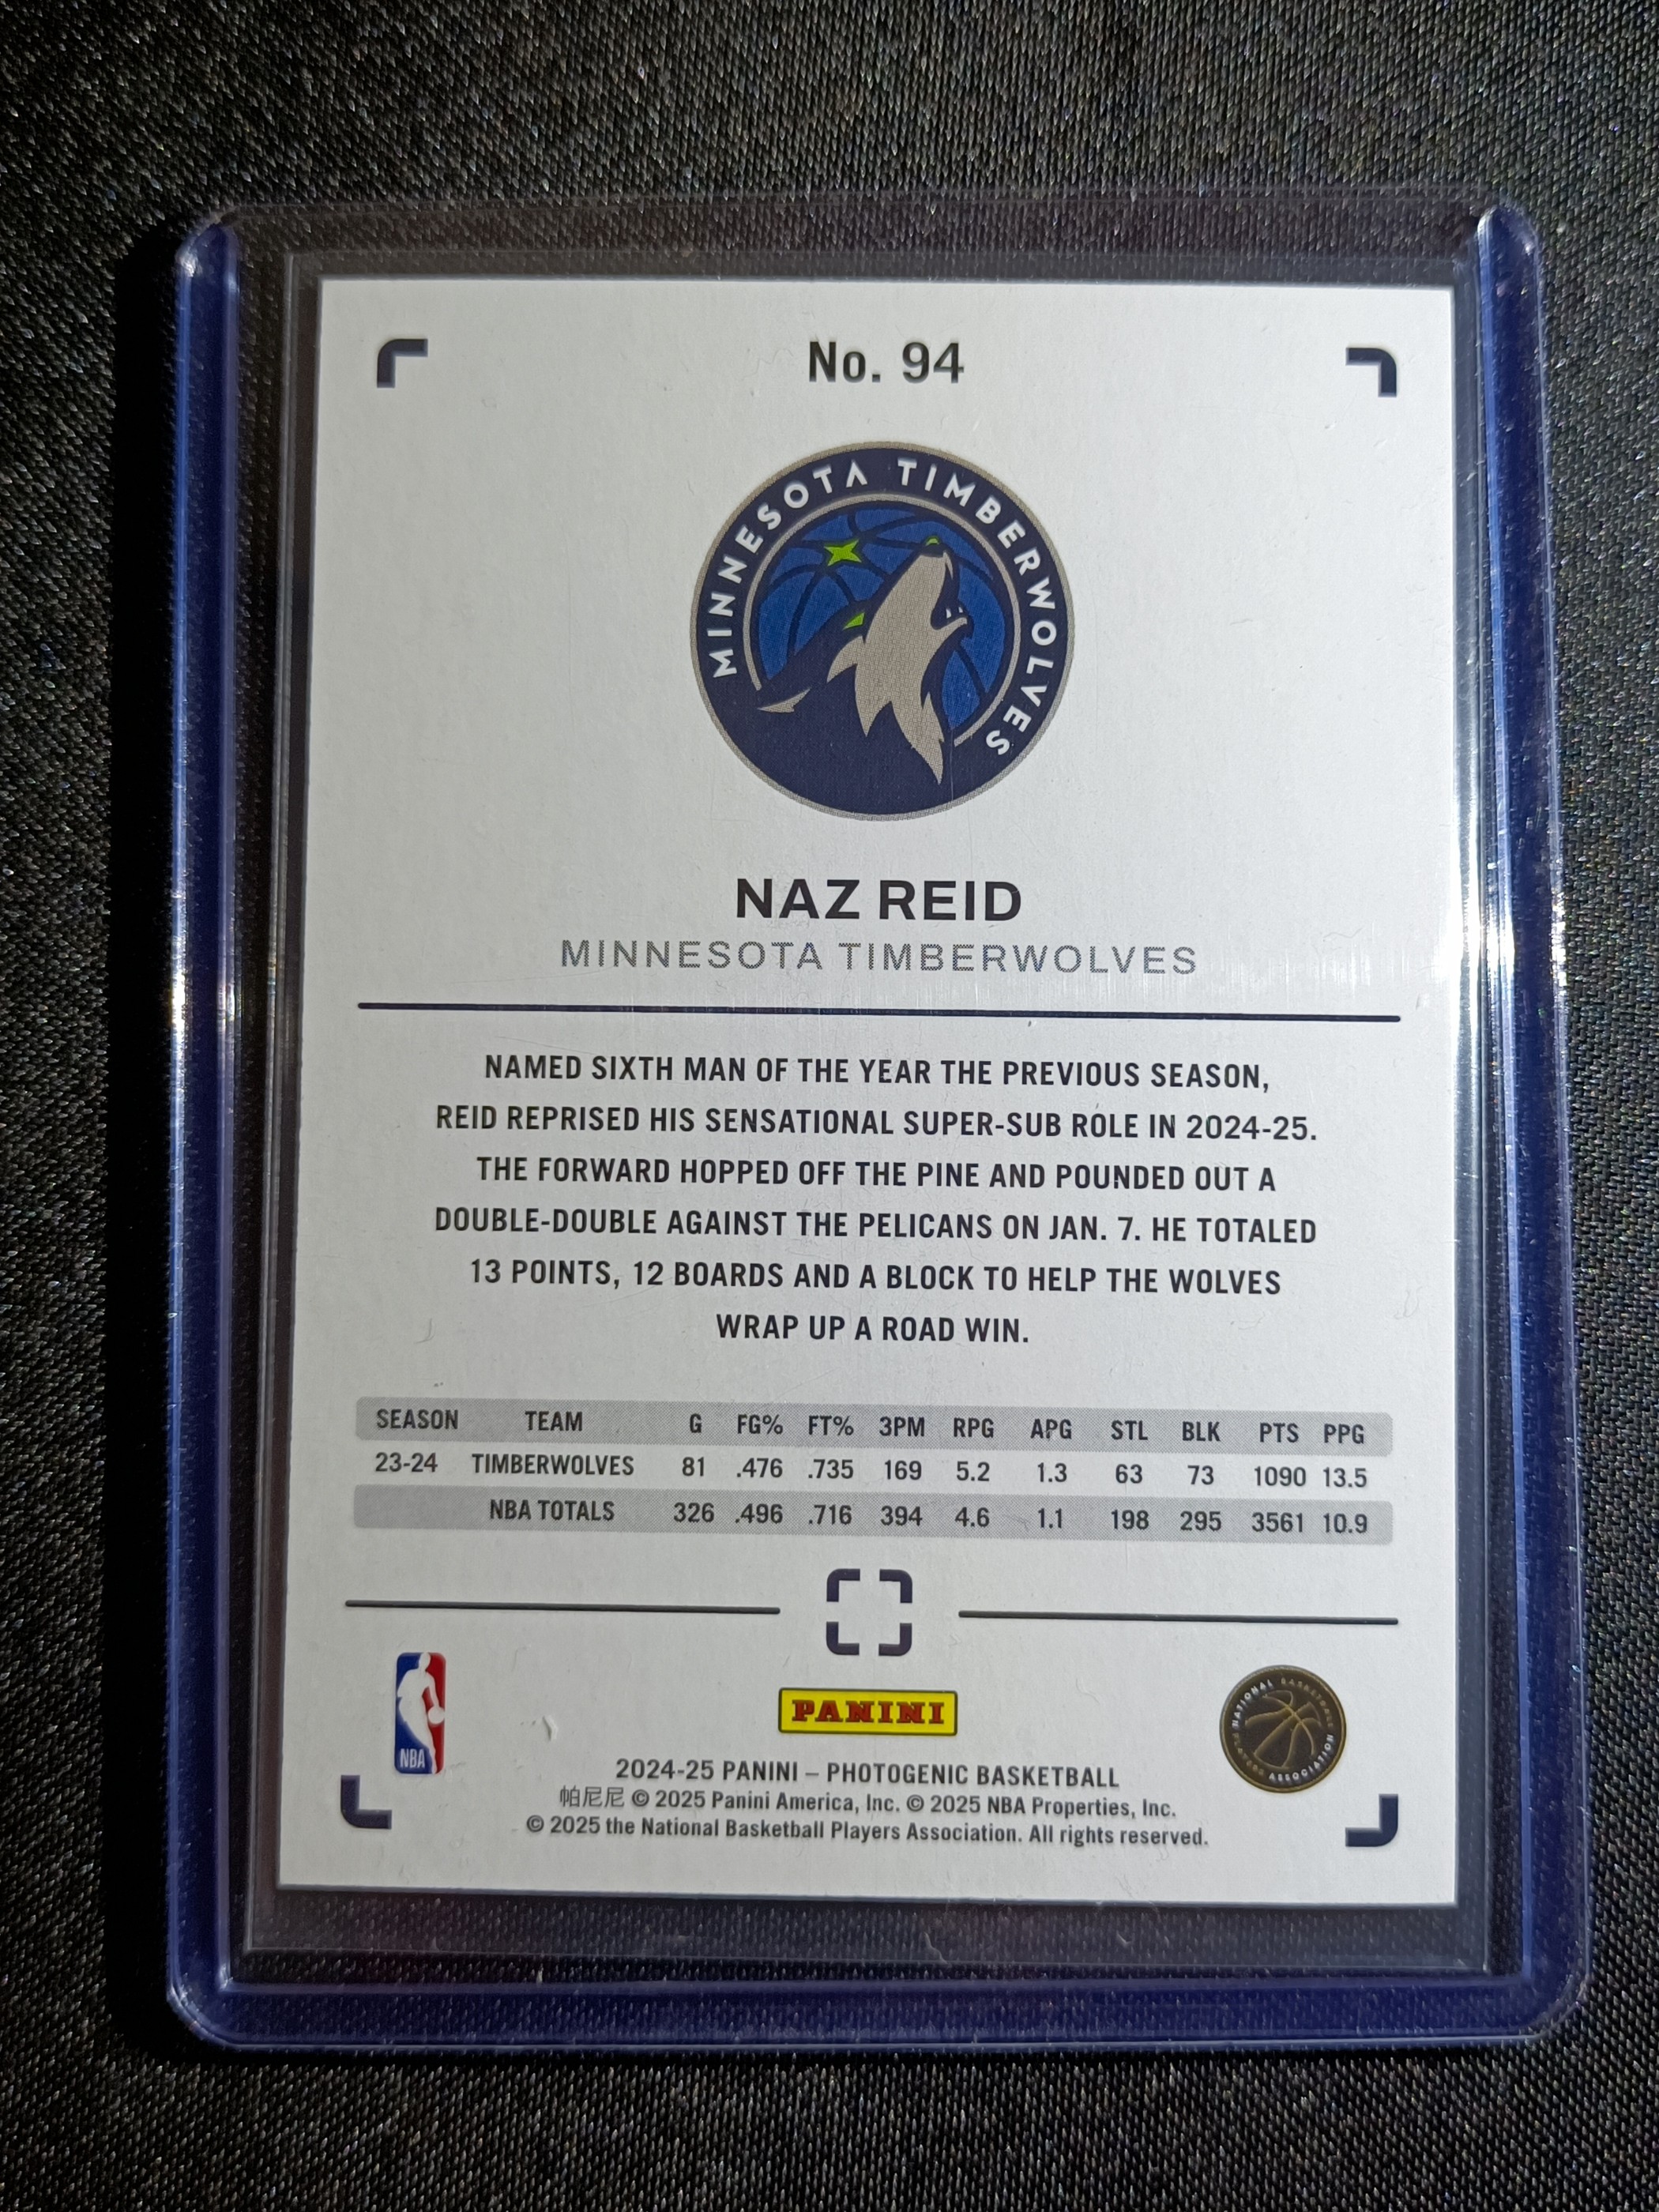 No. 94
MINNESOTA TIMBERWOLVES
NAZ REID
MINNESOTA TIMBERWOLVES
NAMED SIXTH MAN OF THE YEAR THE PREVIOUS SEASON,
REID REPRISED HIS SENSATIONAL SUPER-SUB ROLE IN 2024-25.
THE FORWARD HOPPED OFF THE PINE AND POUNDED OUT A
DOUBLE-DOUBLE AGAINST THE PELICANS ON JAN. 7. HE TOTALED
13 POINTS, 12 BOARDS AND A BLOCK TO HELP THE WOLVES
WRAP UP A ROAD WIN.
SEASON TEAM G FG% FT% 3PM RPG APG STL BLK PTS PPG
23-24 TIMBERWOLVES 81 .476 .735 169 5.2 1.3 63 73 1090 13.5
NBA TOTALS 326 .496 .716 394 4.6 1.1 198 295 3561 10.9
NBA
PANINI
NATIONAL BASKETBALL PLAYERS ASSOCIATION
2024-25 PANINI – PHOTOGENIC BASKETBALL
帕尼尼 © 2025 Panini America, Inc. © 2025 NBA Properties, Inc.
© 2025 the National Basketball Players Association. All rights reserved.